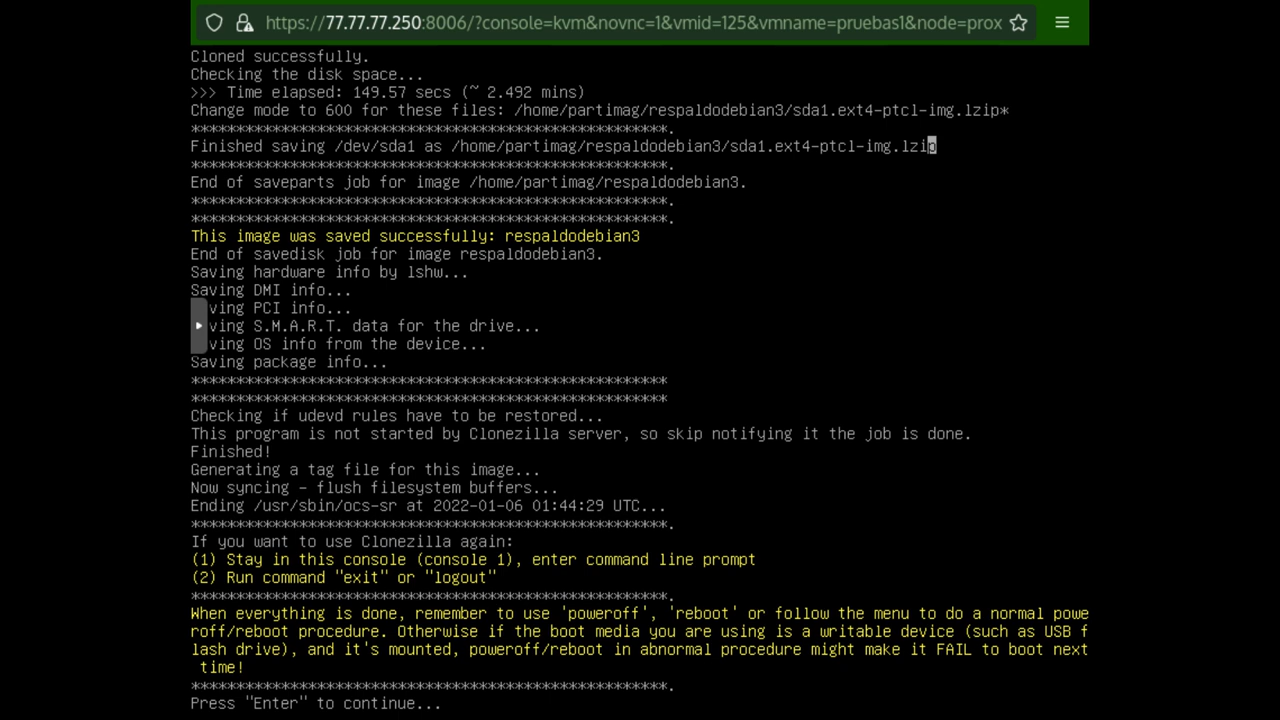 https://77.77.77.250:8006/?console=kvm&novnc=1&vmid=125&vmname=pruebas1&node=prox
Cloned successfully.
Checking the disk space...
>>> Time elapsed: 149.57 secs (~ 2.492 mins)
Change mode to 600 for these files: /home/partimag/respaldodebian3/sda1.ext4-ptcl-img.lzip*
*****************************************************.
Finished saving /dev/sda1 as /home/partimag/respaldodebian3/sda1.ext4-ptcl-img.lzip
*****************************************************.
End of saveparts job for image /home/partimag/respaldodebian3.
*****************************************************.
*****************************************************.
This image was saved successfully: respaldodebian3
End of savedisk job for image respaldodebian3.
Saving hardware info by lshw...
Saving DMI info...
ving PCI info...
ving S.M.A.R.T. data for the drive...
ving OS info from the device...
Saving package info...
*****************************************************
*****************************************************
Checking if udevd rules have to be restored...
This program is not started by Clonezilla server, so skip notifying it the job is done.
Finished!
Generating a tag file for this image...
Now syncing - flush filesystem buffers...
Ending /usr/sbin/ocs-sr at 2022-01-06 01:44:29 UTC...
*****************************************************.
If you want to use Clonezilla again:
(1) Stay in this console (console 1), enter command line prompt
(2) Run command "exit" or "logout"
*****************************************************.
When everything is done, remember to use 'poweroff', 'reboot' or follow the menu to do a normal powe
roff/reboot procedure. Otherwise if the boot media you are using is a writable device (such as USB f
lash drive), and it's mounted, poweroff/reboot in abnormal procedure might make it FAIL to boot next
 time!
*****************************************************.
Press "Enter" to continue...